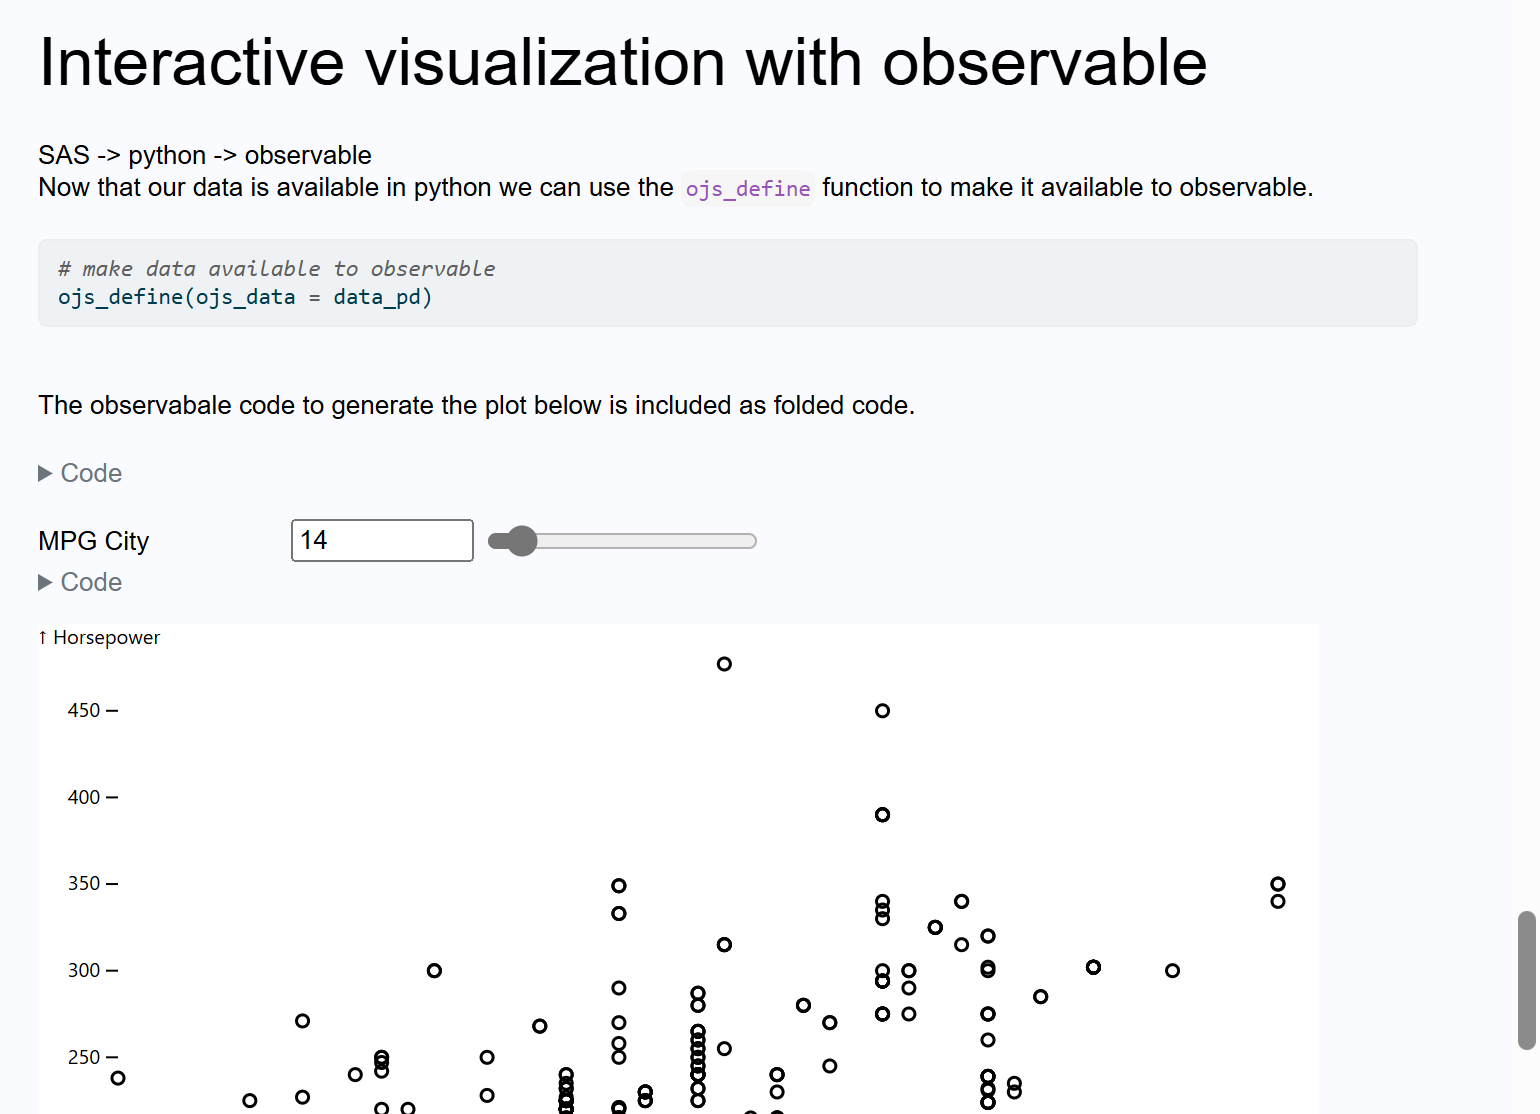 Interactive visualization with observable
SAS -> python -> observable
Now that our data is available in python we can use the ojs_define function to make it available to observable.
# make data available to observable
ojs_define(ojs_data = data_pd)
The observabale code to generate the plot below is included as folded code.
▶ Code
MPG City 14
▶ Code
↑ Horsepower
450
400
350
300
250